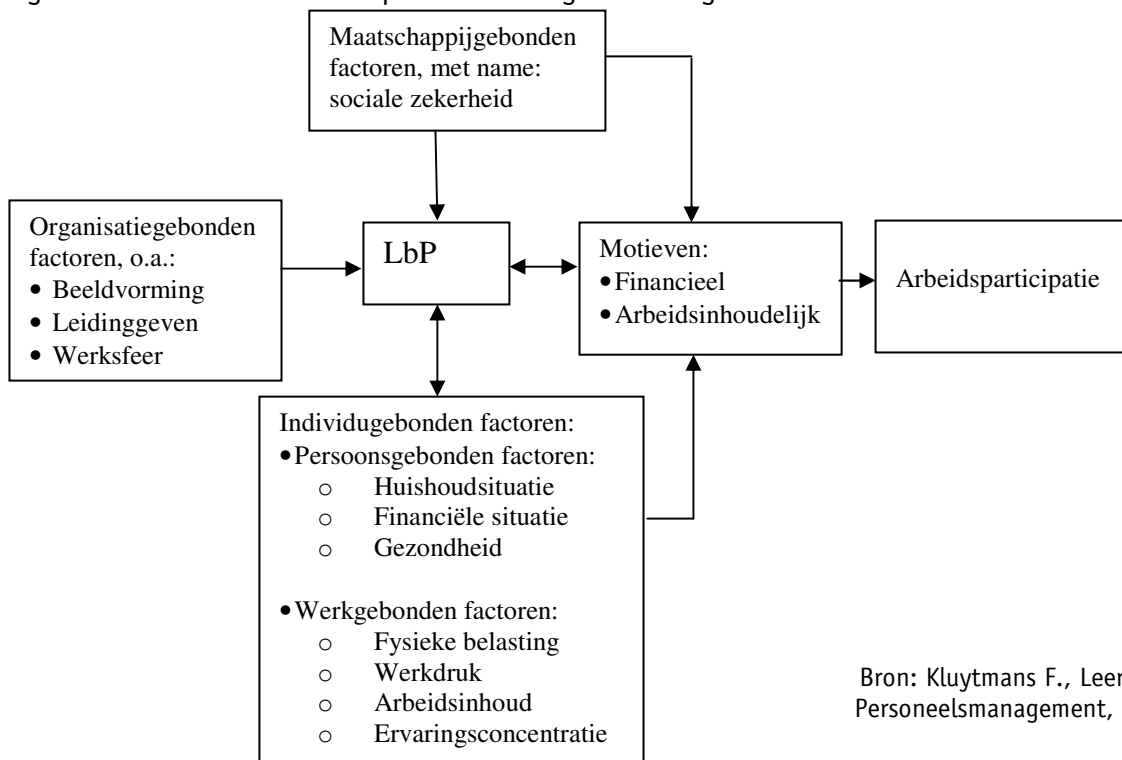 Maatschappijgebonden
factoren, met name:
sociale zekerheid
Organisatiegebonden
factoren, o.a.:
• Beeldvorming
• Leidinggeven
• Werksfeer
LbP
Motieven:
• Financieel
• Arbeidsinhoudelijk
Arbeidsparticipatie
Individugebonden factoren:
• Persoonsgebonden factoren:
o Huishoudsituatie
o Financiële situatie
o Gezondheid
• Werkgebonden factoren:
o Fysieke belasting
o Werkdruk
o Arbeidsinhoud
o Ervaringsconcentratie
Bron: Kluytmans F., Leer
Personeelsmanagement,